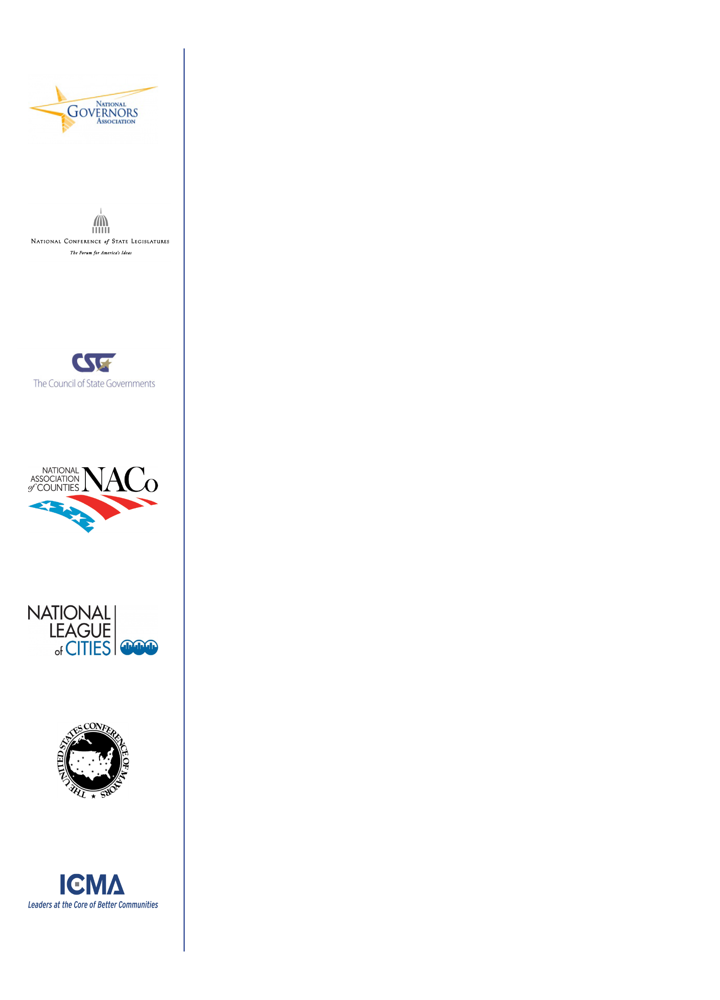 NATIONAL
GOVERNORS
ASSOCIATION
NATIONAL CONFERENCE of STATE LEGISLATURES
The Forum for America's Ideas
CSG
The Council of State Governments
NATIONAL
ASSOCIATION
of COUNTIES
NACo
NATIONAL
LEAGUE
of CITIES
THE UNITED STATES CONFERENCE OF MAYORS
ICMA
Leaders at the Core of Better Communities